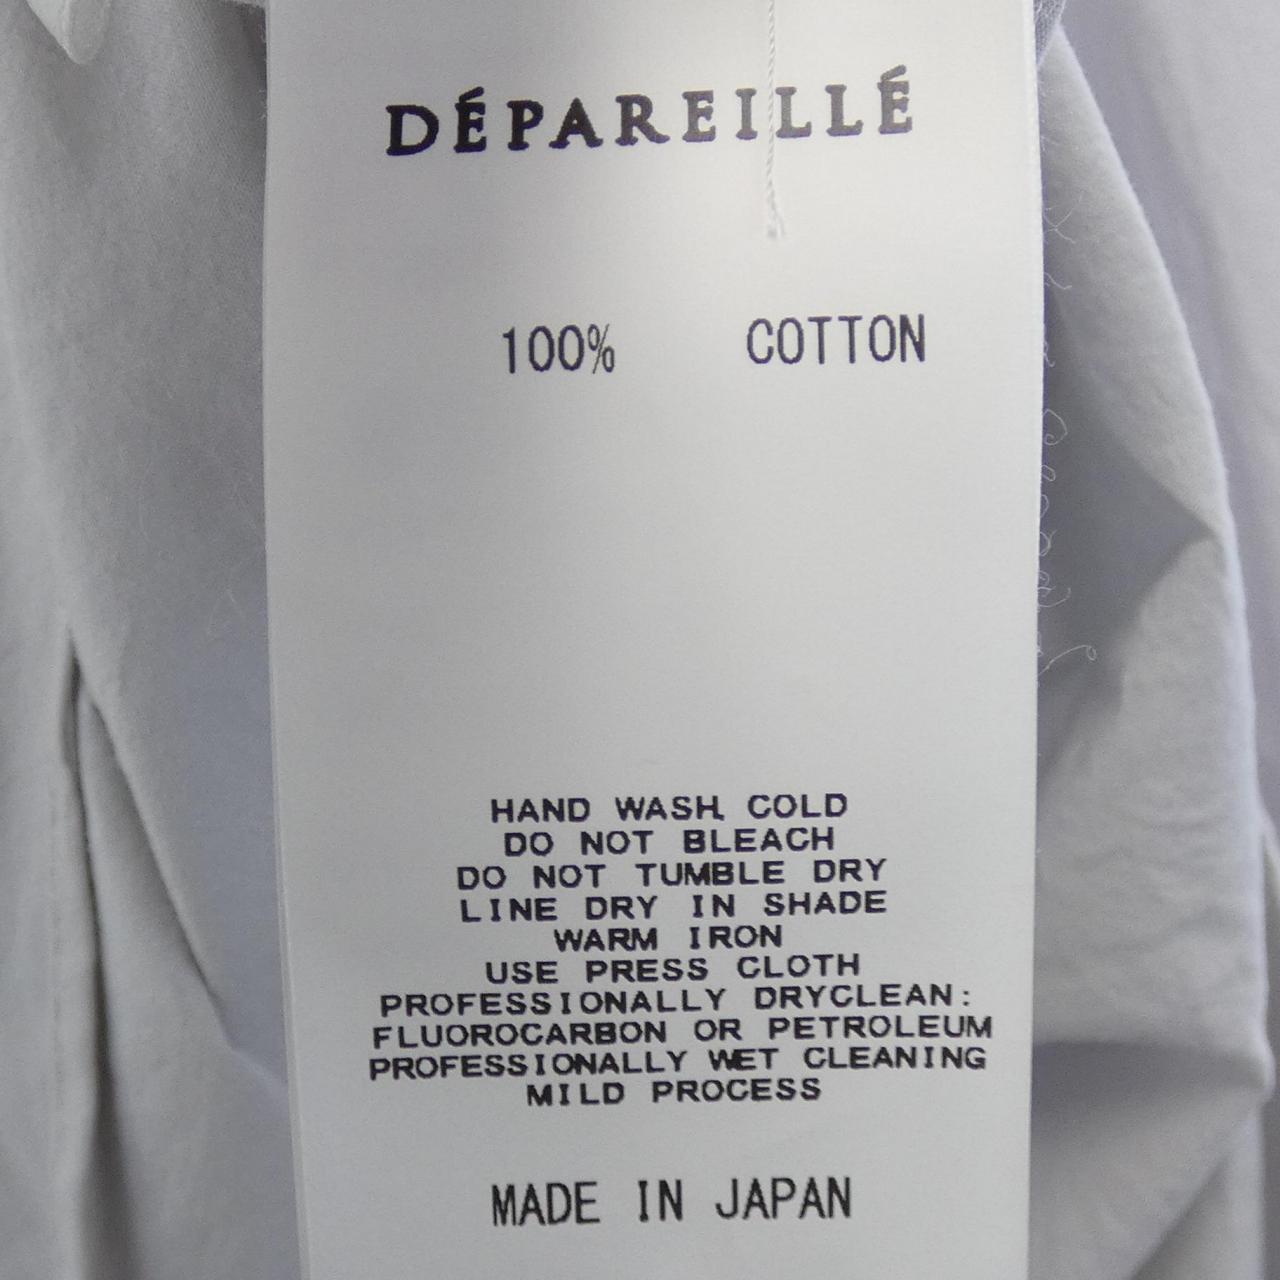 DÉPAREILLÉ
100% COTTON
HAND WASH, COLD
DO NOT BLEACH
DO NOT TUMBLE DRY
LINE DRY IN SHADE
WARM IRON
USE PRESS CLOTH
PROFESSIONALLY DRYCLEAN:
FLUOROCARBON OR PETROLEUM
PROFESSIONALLY WET CLEANING
MILD PROCESS
MADE IN JAPAN